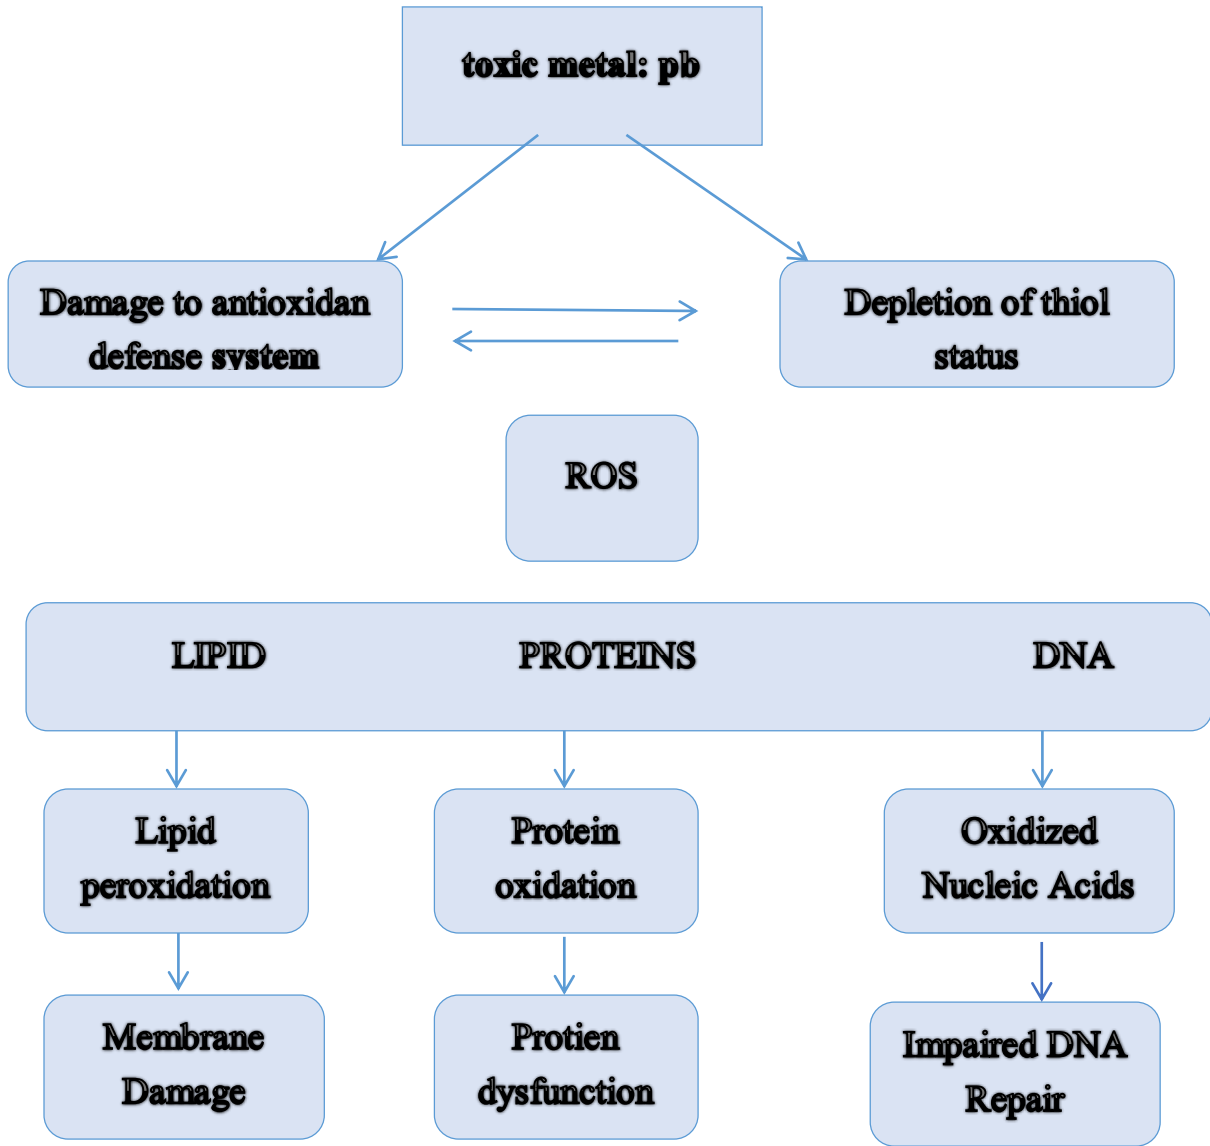 toxic metal: pb
Damage to antioxidan
defense system
Depletion of thiol
status
ROS
LIPID PROTEINS DNA
Lipid
peroxidation
Protein
oxidation
Oxidized
Nucleic Acids
Membrane
Damage
Protien
dysfunction
Impaired DNA
Repair